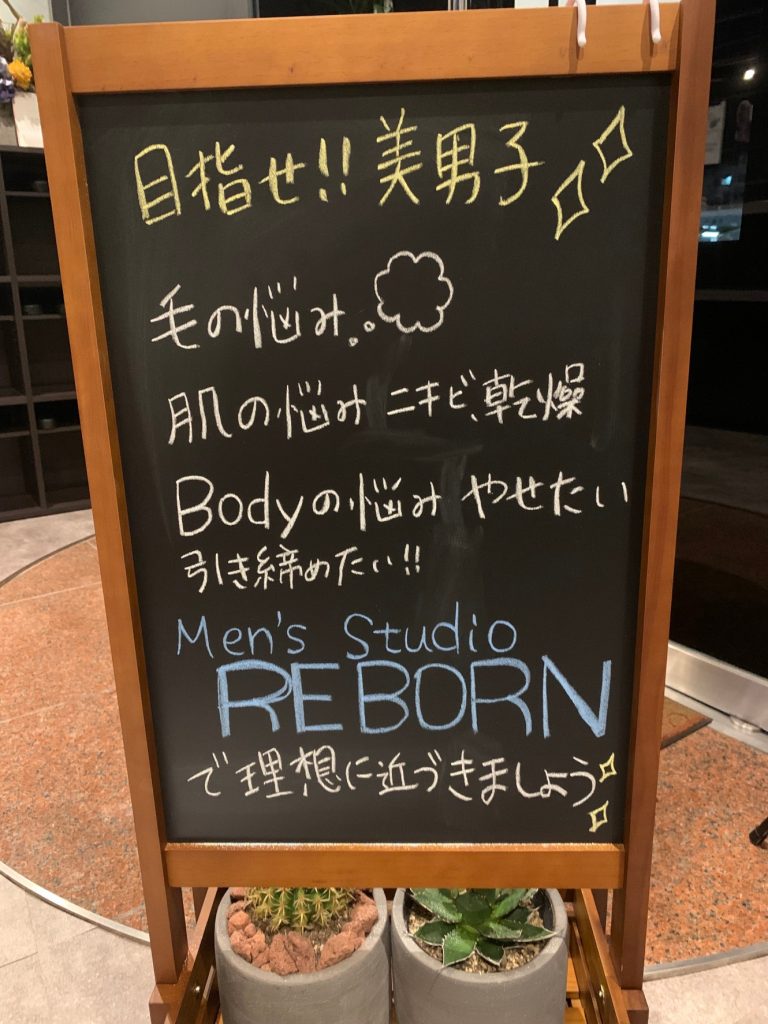 目指せ!! 美男子
毛の悩み..
肌の悩み ニキビ、乾燥
Bodyの悩み やせたい
引き締めたい!!
Men's Studio
REBORN
で理想に近づきましょう